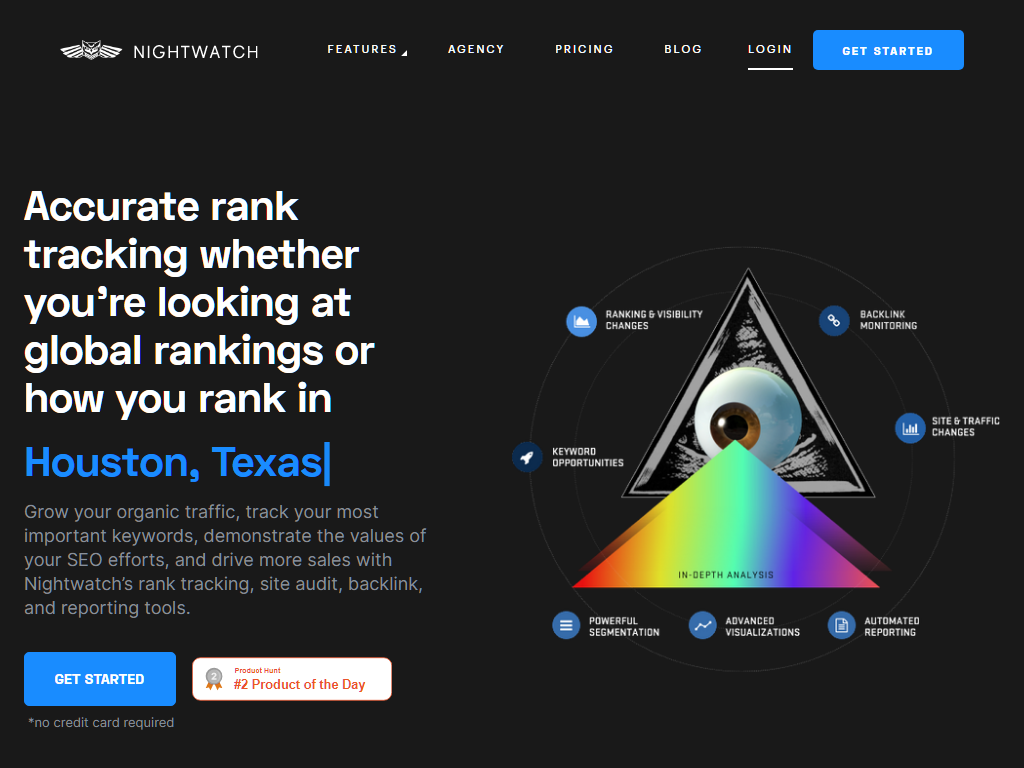 NIGHTWATCH
FEATURES
AGENCY
PRICING
BLOG
LOGIN
GET STARTED
Accurate rank
tracking whether
you’re looking at
global rankings or
how you rank in
Houston, Texas
Grow your organic traffic, track your most
important keywords, demonstrate the values of
your SEO efforts, and drive more sales with
Nightwatch’s rank tracking, site audit, backlink,
and reporting tools.
GET STARTED
2
Product Hunt
#2 Product of the Day
*no credit card required
RANKING & VISIBILITY
CHANGES
BACKLINK
MONITORING
SITE & TRAFFIC
CHANGES
KEYWORD
OPPORTUNITIES
IN-DEPTH ANALYSIS
POWERFUL
SEGMENTATION
ADVANCED
VISUALIZATIONS
AUTOMATED
REPORTING